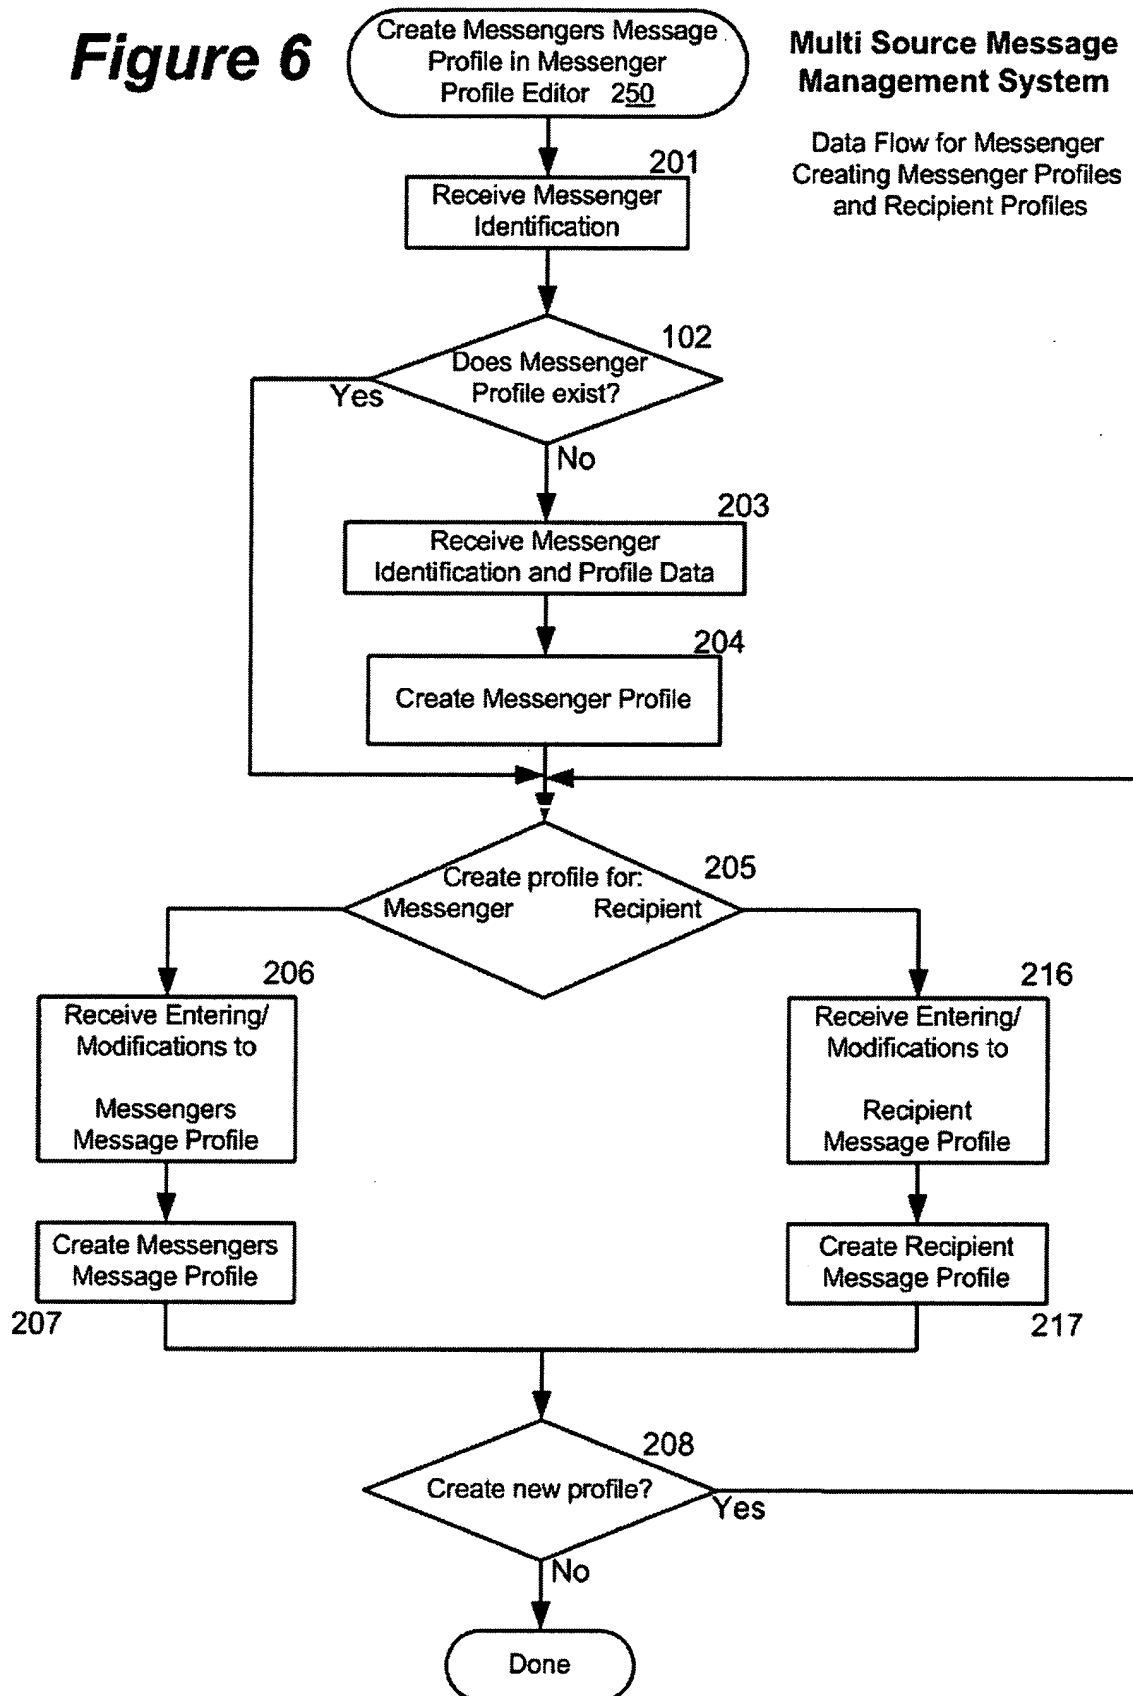 Figure 6
Create Messengers Message
Profile in Messenger
Profile Editor 250
Multi Source Message
Management System
Data Flow for Messenger
Creating Messenger Profiles
and Recipient Profiles
201
Receive Messenger
Identification
102
Does Messenger
Profile exist?
Yes
No
203
Receive Messenger
Identification and Profile Data
204
Create Messenger Profile
205
Create profile for:
Messenger Recipient
206
Receive Entering/
Modifications to
Messengers
Message Profile
216
Receive Entering/
Modifications to
Recipient
Message Profile
Create Messengers
Message Profile
207
Create Recipient
Message Profile
217
208
Create new profile?
Yes
No
Done